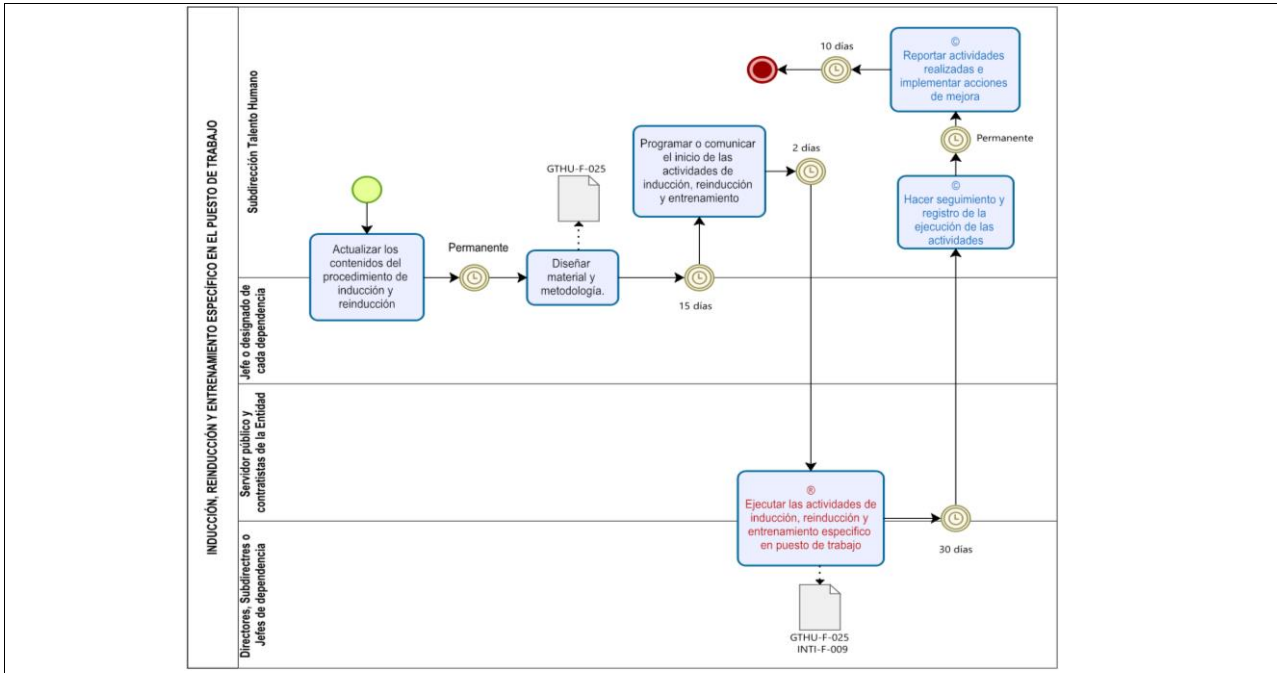 INDUCCIÓN, REINDUCCIÓN Y ENTRENAMIENTO ESPECÍFICO EN EL PUESTO DE TRABAJO
Subdirección Talento Humano
Actualizar los
contenidos del
procedimiento de
inducción y
reinducción
Permanente
GTHU-F-025
Diseñar
material y
metodología.
15 días
Programar o comunicar
el inicio de las
actividades de
inducción, reinducción
y entrenamiento
2 días
10 días
©
Reportar actividades
realizadas e
implementar acciones
de mejora
Permanente
©
Hacer seguimiento y
registro de la
ejecución de las
actividades
Jefe o designado de
cada dependencia
Servidor público y
contratistas de la Entidad
®
Ejecutar las actividades de
inducción, reinducción y
entrenamiento especifico
en puesto de trabajo
30 días
Directores, Subdirectres o
Jefes de dependencia
GTHU-F-025
INTI-F-009